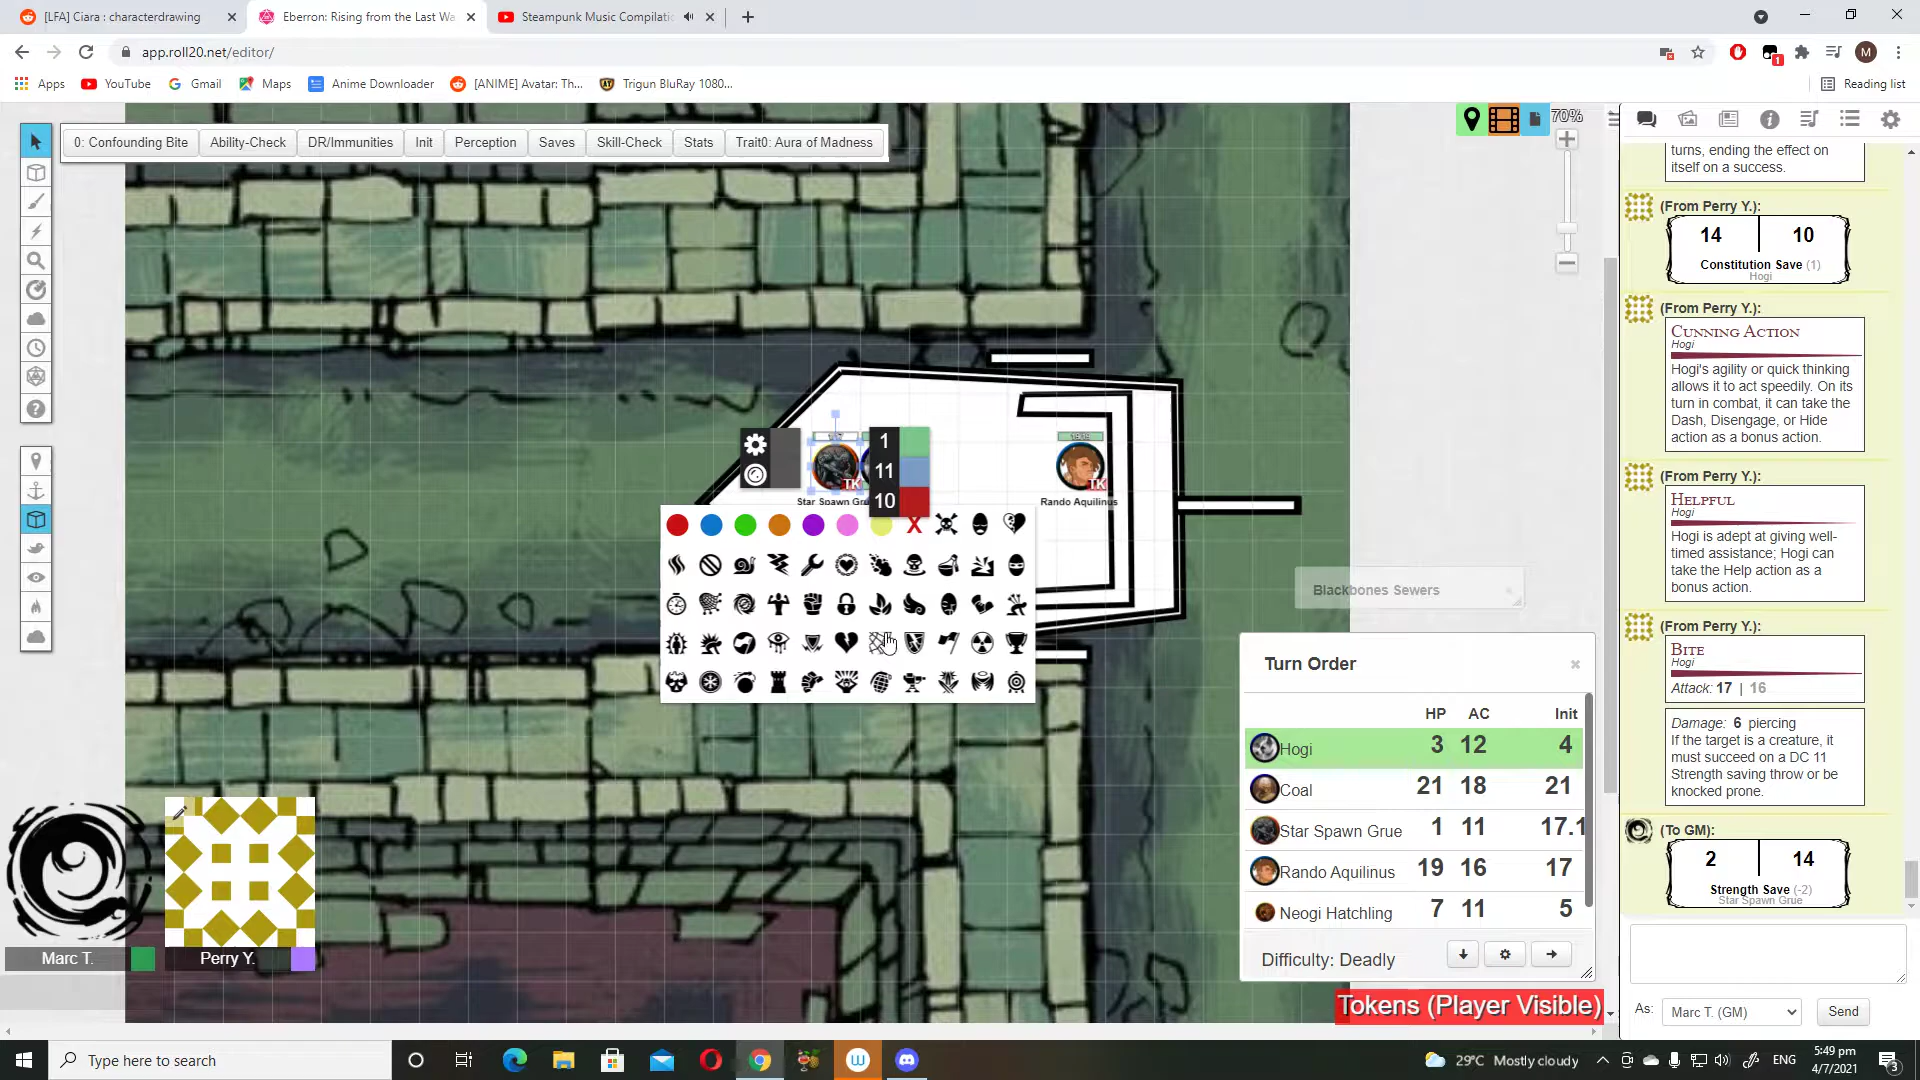 [LFA] Ciara : characterdrawing
Eberron: Rising from the Last Wa
Steampunk Music Compilati
app.roll20.net/editor/
1
M
Apps
YouTube
Gmail
Maps
Anime Downloader
[ANIME] Avatar: Th...
Trigun BluRay 1080...
Reading list
0: Confounding Bite
Ability-Check
DR/Immunities
Init
Perception
Saves
Skill-Check
Stats
Trait0: Aura of Madness
70%
turns, ending the effect on
itself on a success.
(From Perry Y.):
14
10
Constitution Save (1)
Hogi
(From Perry Y.):
Cunning Action
Hogi
Hogi's agility or quick thinking
allows it to act speedily. On its
turn in combat, it can take the
Dash, Disengage, or Hide
action as a bonus action.
(From Perry Y.):
Helpful
Hogi
Hogi is adept at giving well-
timed assistance; Hogi can
take the Help action as a
bonus action.
(From Perry Y.):
Bite
Hogi
Attack: 17 | 16
Damage: 6 piercing
If the target is a creature, it
must succeed on a DC 11
Strength saving throw or be
knocked prone.
(To GM):
2
14
Strength Save (-2)
Star Spawn Grue
As:
Marc T. (GM)
Send
1
11
10
TK
Star Spawn Gru
TK
Rando Aquilinus
X
Blackbones Sewers
Turn Order
×
HP
AC
Init
Hogi
3
12
4
Coal
21
18
21
Star Spawn Grue
1
11
17.1
Rando Aquilinus
19
16
17
Neogi Hatchling
7
11
5
Difficulty: Deadly
Tokens (Player Visible)
Marc T.
Perry Y.
Type here to search
29°C Mostly cloudy
ENG
5:49 pm
4/7/2021
3